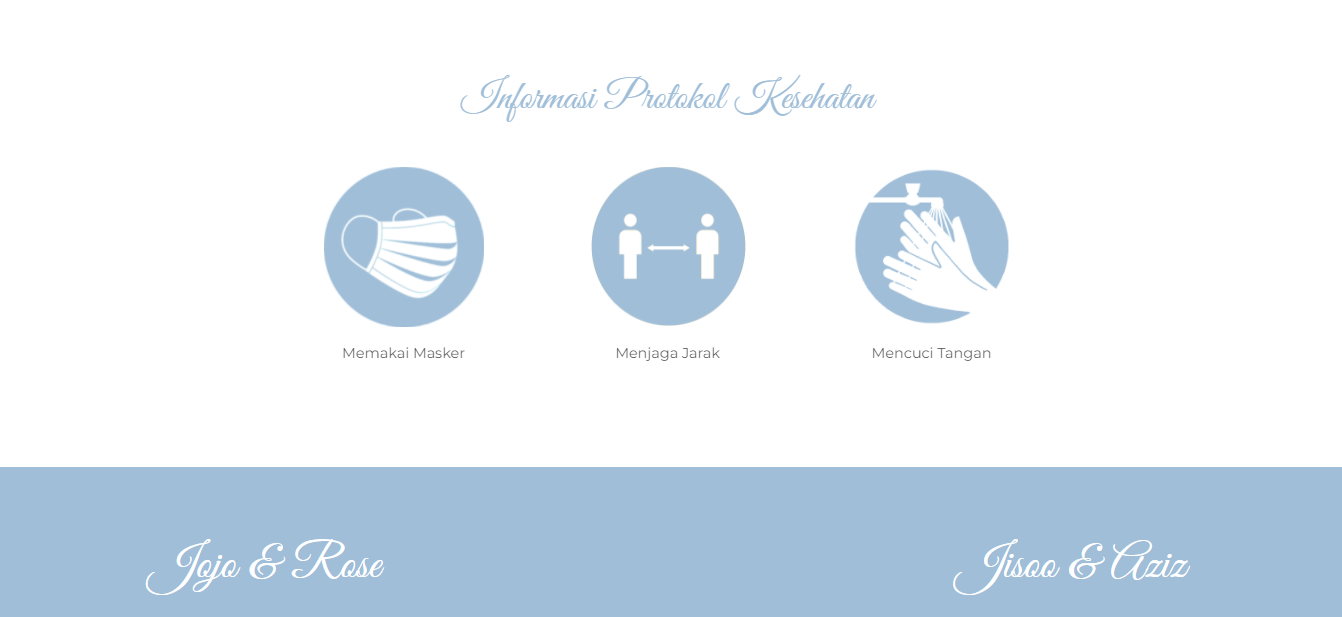 Informasi Protokol Kesehatan
Memakai Masker
Menjaga Jarak
Mencuci Tangan
Jojo & Rose
Jisoo & Aziz